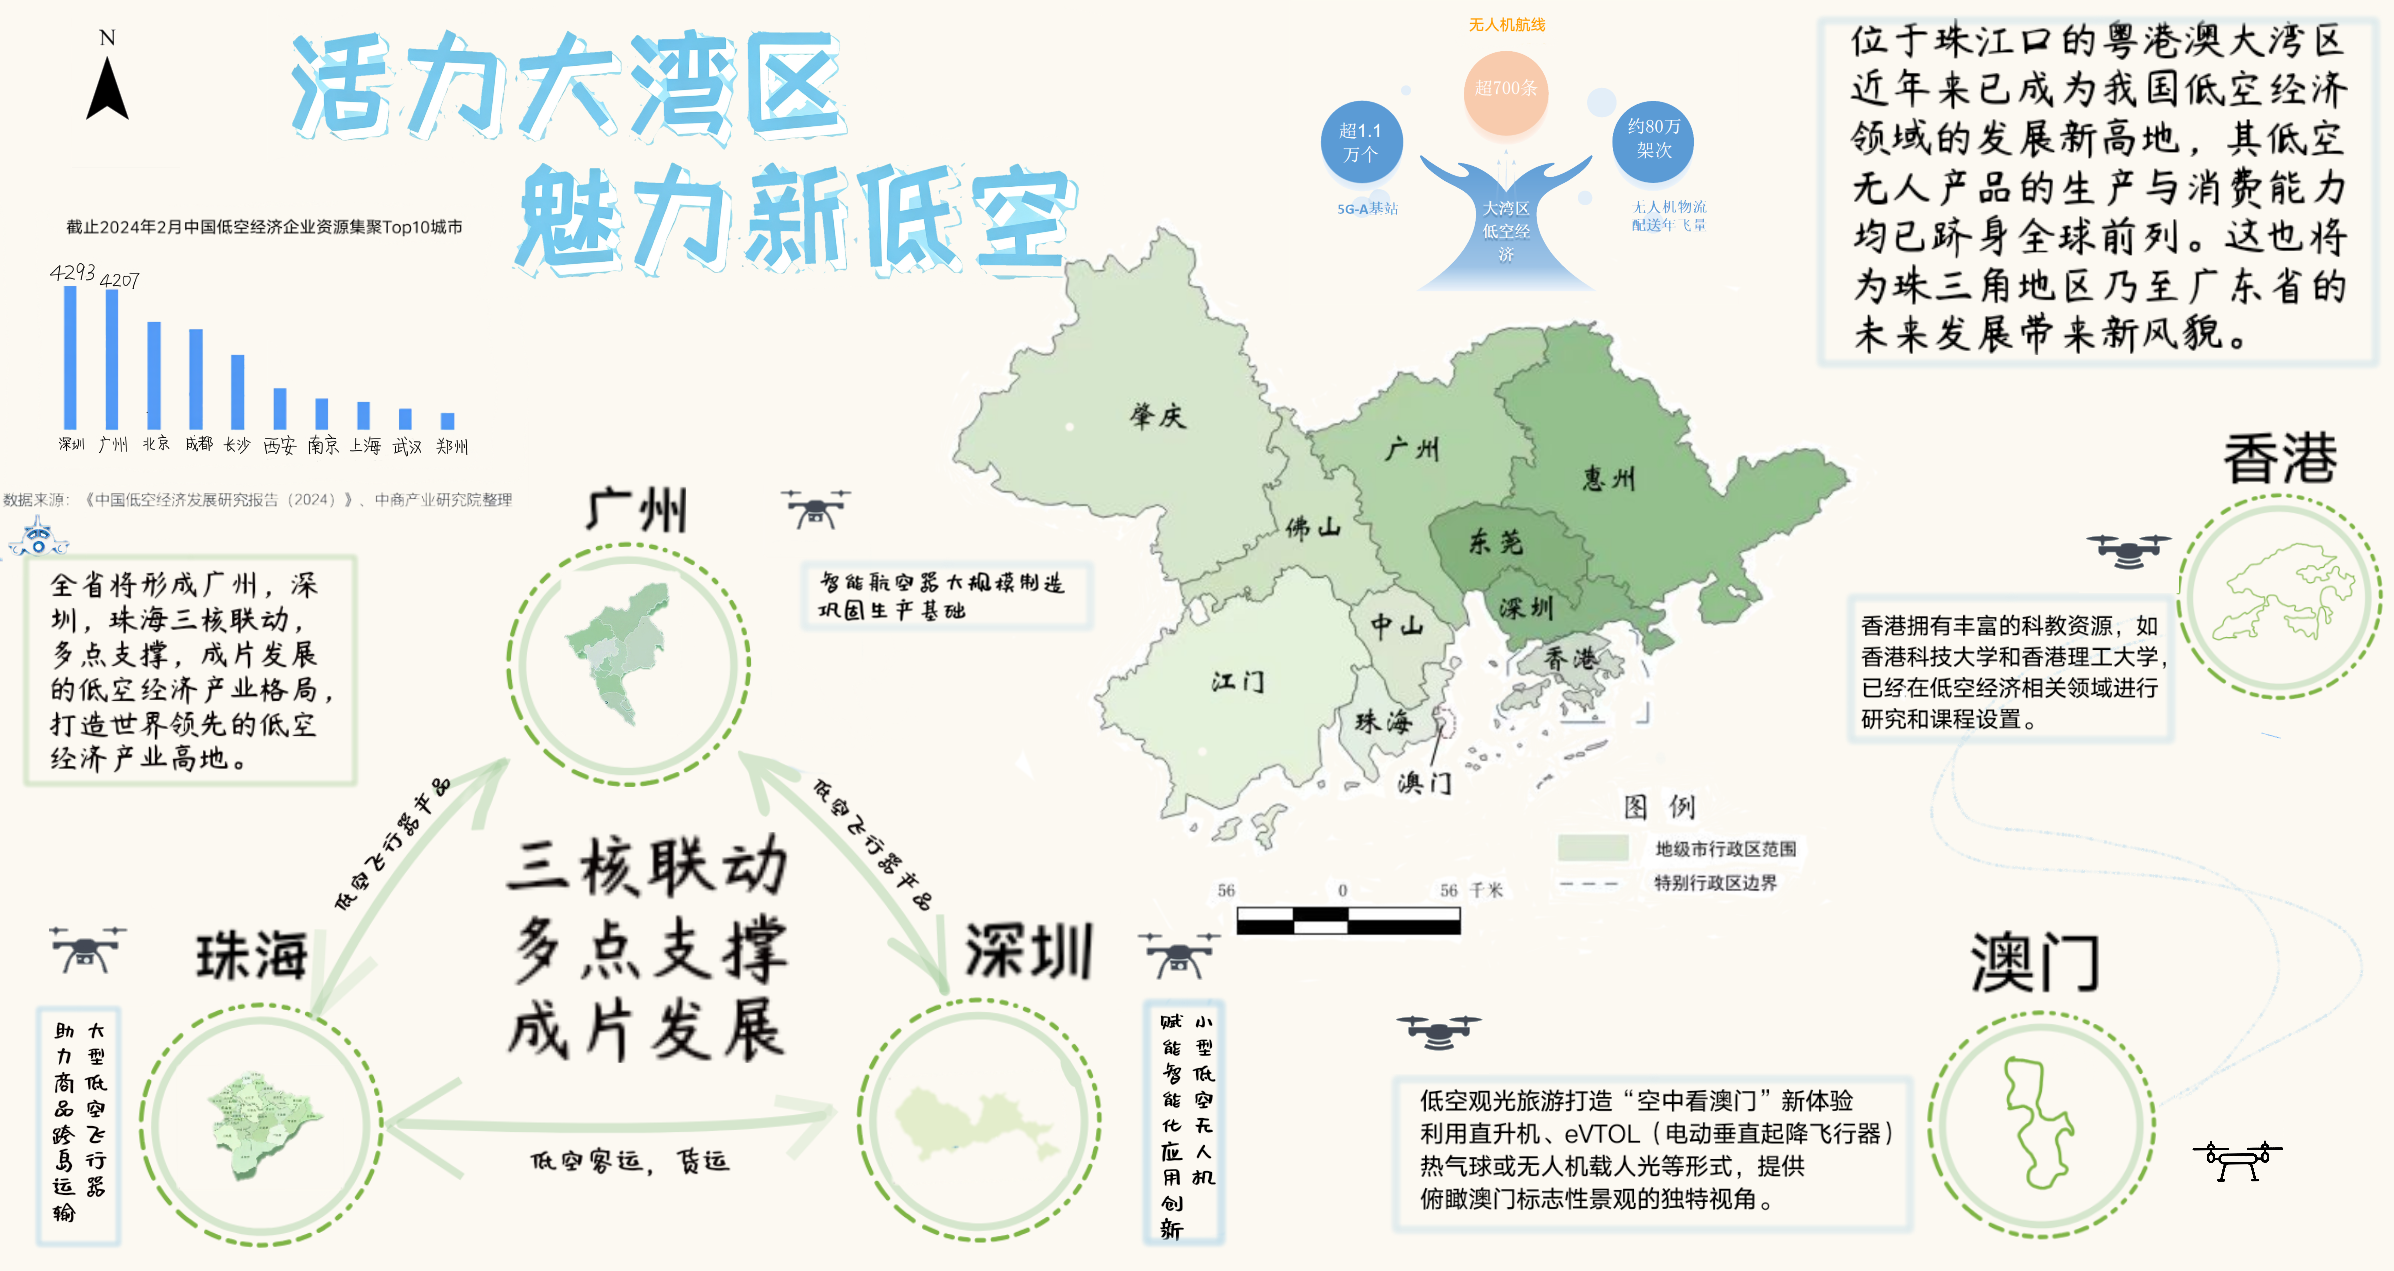 N
活力大湾区
魅力新低空
截止2024年2月中国低空经济企业资源集聚Top10城市
4293
4207
深圳
广州
北京
成都
长沙
西安
南京
上海
武汉
郑州
数据来源：《中国低空经济发展研究报告（2024）》、中商产业研究院整理
无人机航线
超700条
超1.1
万个
5G-A基站
约80万
架次
无人机物流
配送年飞量
大湾区
低空经
济
位于珠江口的粤港澳大湾区
近年来已成为我国低空经济
领域的发展新高地，其低空
无人产品的生产与消费能力
均已跻身全球前列。这也将
为珠三角地区乃至广东省的
未来发展带来新风貌。
全省将形成广州，深
圳，珠海三核联动，
多点支撑，成片发展
的低空经济产业格局，
打造世界领先的低空
经济产业高地。
广州
智能航空器大规模制造
巩固生产基础
低空飞行器产品
低空飞行器产品
三核联动
多点支撑
成片发展
珠海
大型低空飞行器
助力商品跨岛运输
低空客运，货运
深圳
小型低空无人机
赋能智能化应用创新
肇庆
广州
惠州
佛山
东莞
深圳
中山
江门
珠海
香港
澳门
图 例
地级市行政区范围
特别行政区边界
56 0 56 千米
香港
香港拥有丰富的科教资源，如
香港科技大学和香港理工大学，
已经在低空经济相关领域进行
研究和课程设置。
澳门
低空观光旅游打造“空中看澳门”新体验
利用直升机、eVTOL（电动垂直起降飞行器）
热气球或无人机载人光等形式，提供
俯瞰澳门标志性景观的独特视角。